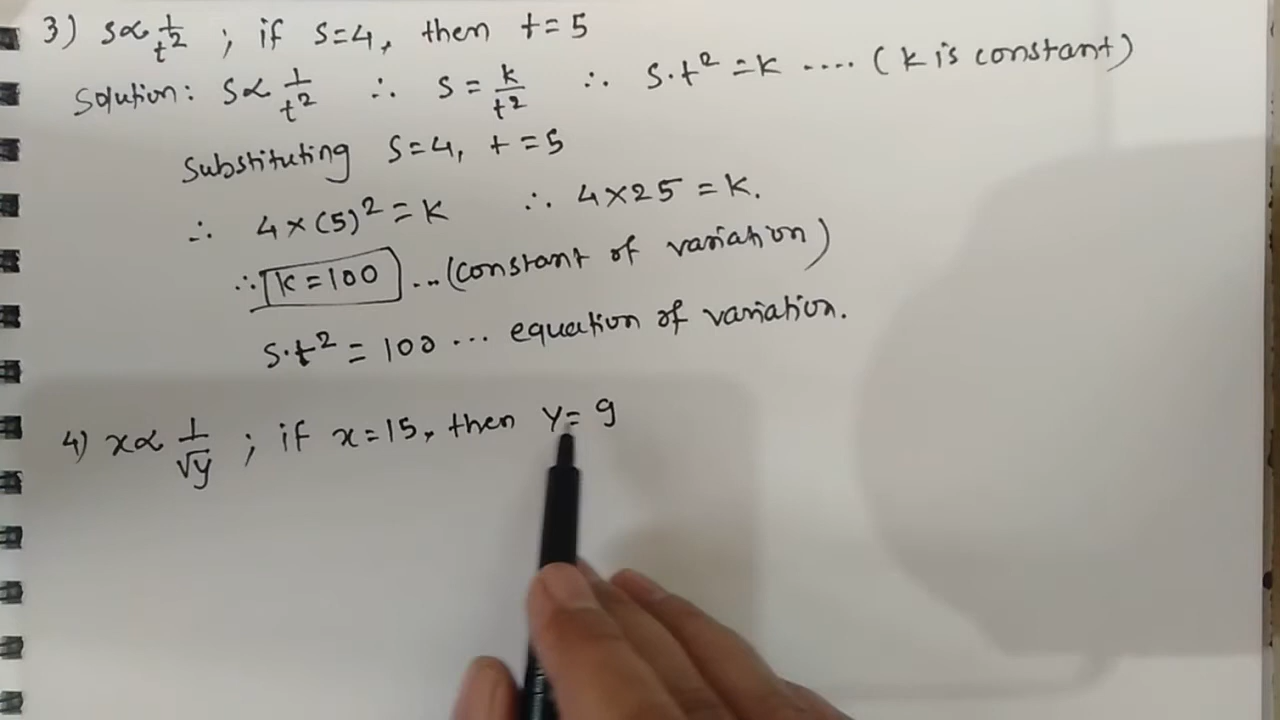 3) s∝ 1/t² ; if s=4, then t=5
Solution: s∝ 1/t² ∴ s = k/t² ∴ s·t² = k .... (k is constant)
Substituting s=4, t=5
∴ 4×(5)² = k ∴ 4×25 = k.
∴ k=100 ... (constant of variation)
s·t² = 100 ... equation of variation.
4) x∝ 1/√y ; if x=15, then y= 9